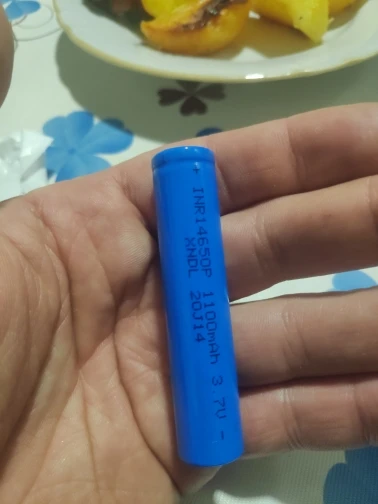 + INR14650P 1100mAh 3.7V -
XNDL 20J14